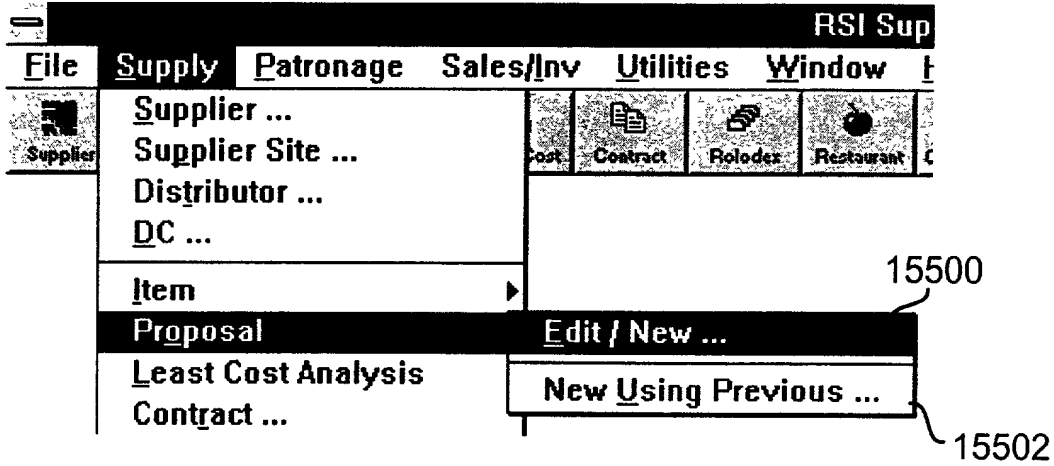 RSI Sup
File Supply Patronage Sales/Inv Utilities Window
Supplier Cost Contract Rolodex Restaurant
Supplier ...
Supplier Site ...
Distributor ...
DC ...
15500
Item
Proposal Edit / New ...
Least Cost Analysis
New Using Previous ...
Contract ...
15502